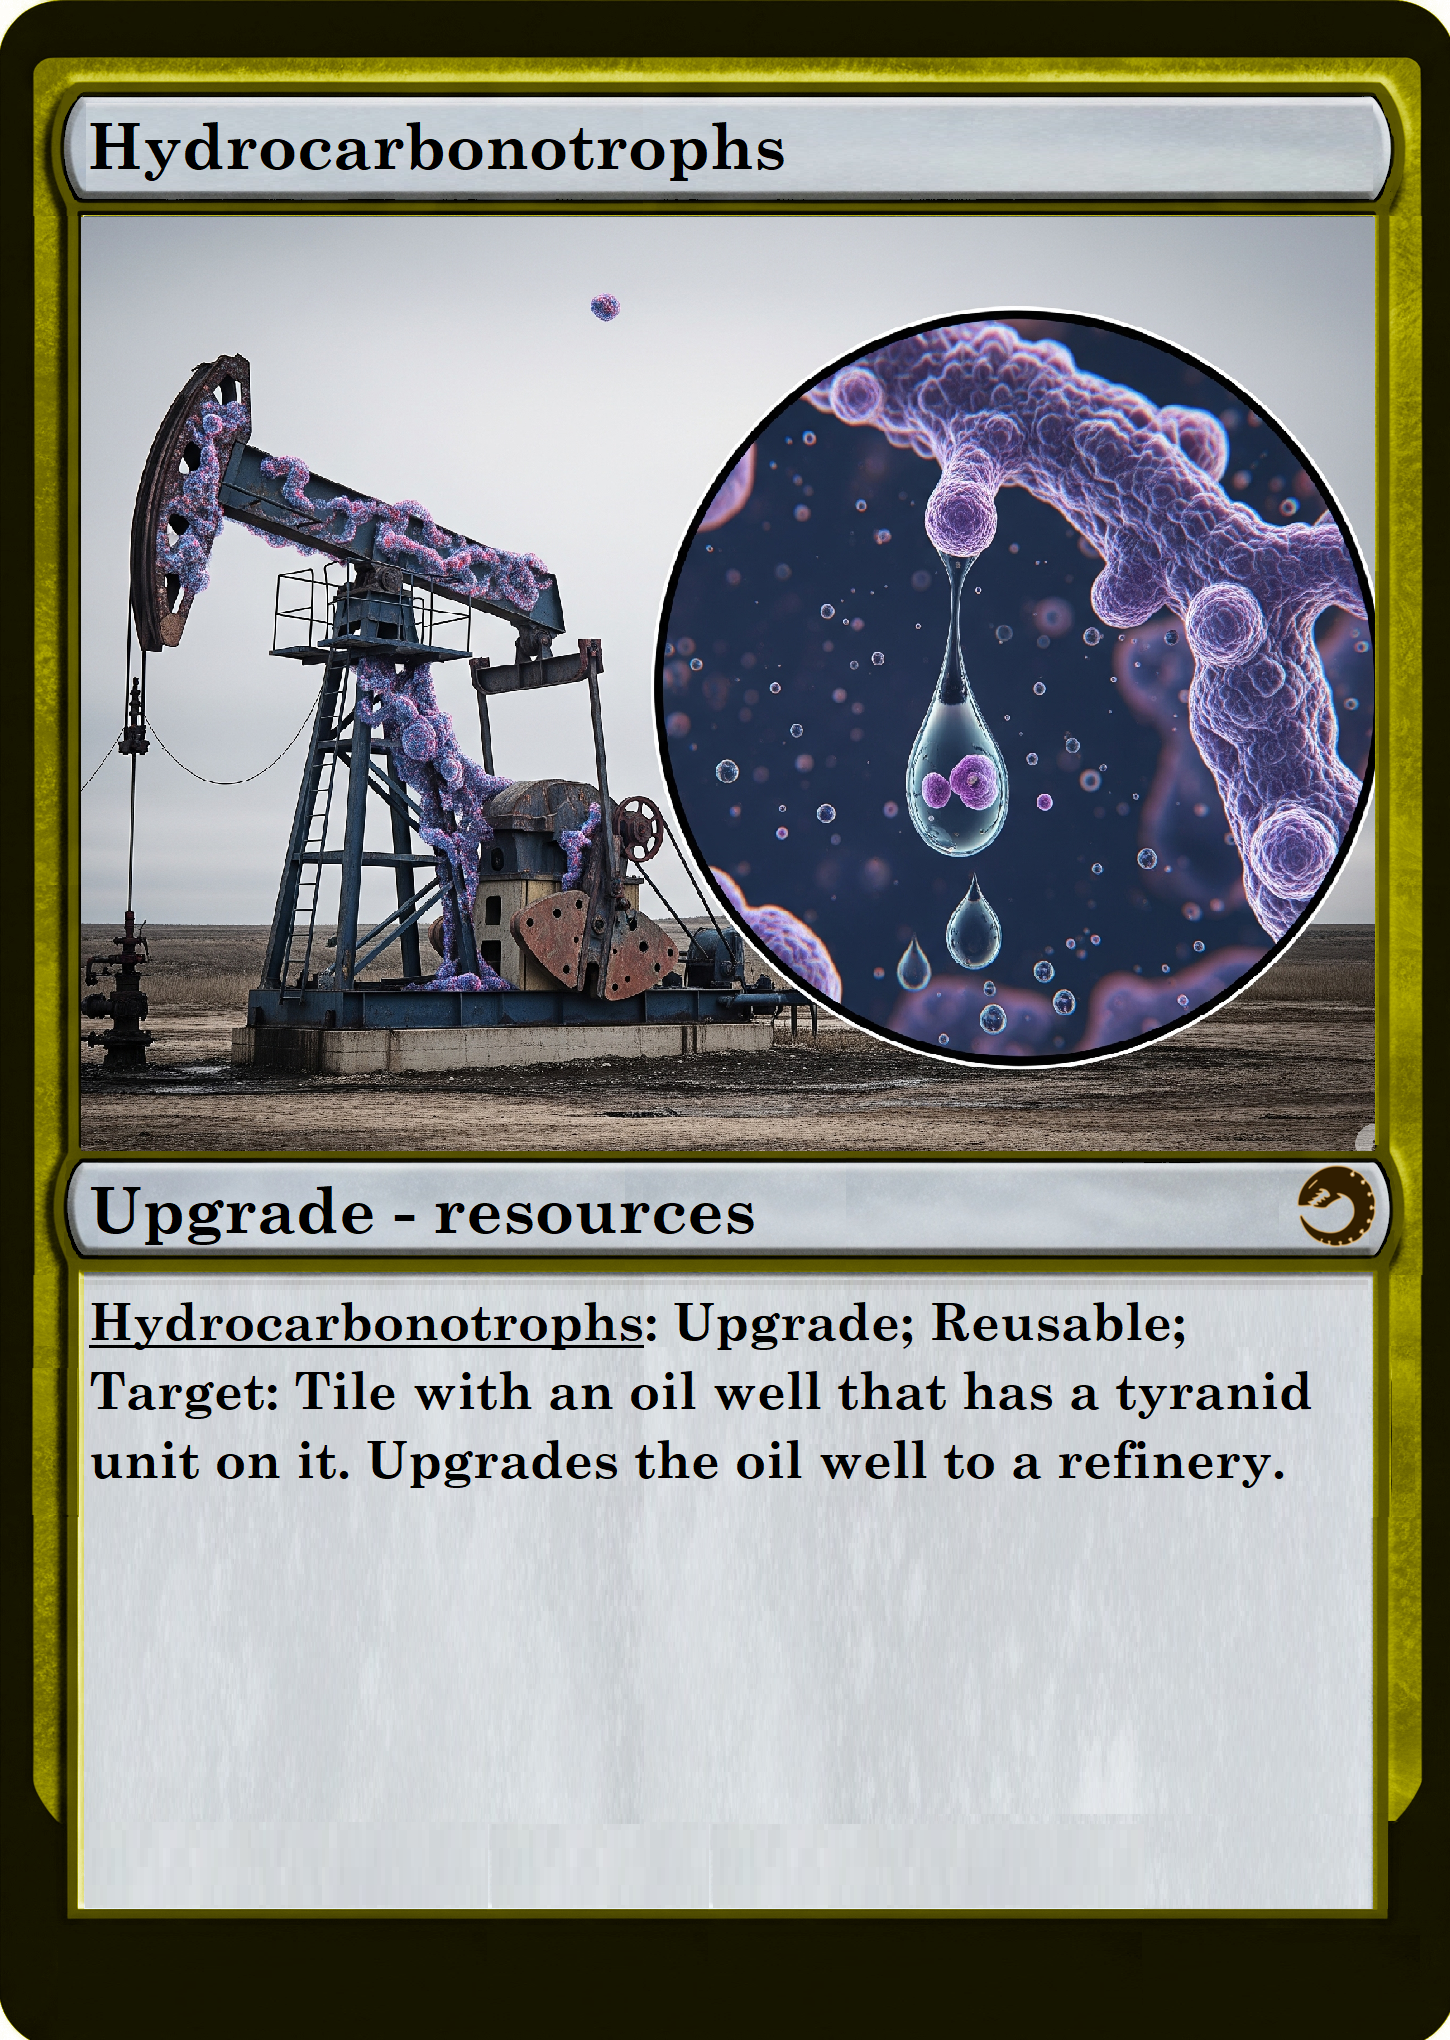 Hydrocarbonotrophs
Upgrade - resources
Hydrocarbonotrophs: Upgrade; Reusable;
Target: Tile with an oil well that has a tyranid
unit on it. Upgrades the oil well to a refinery.